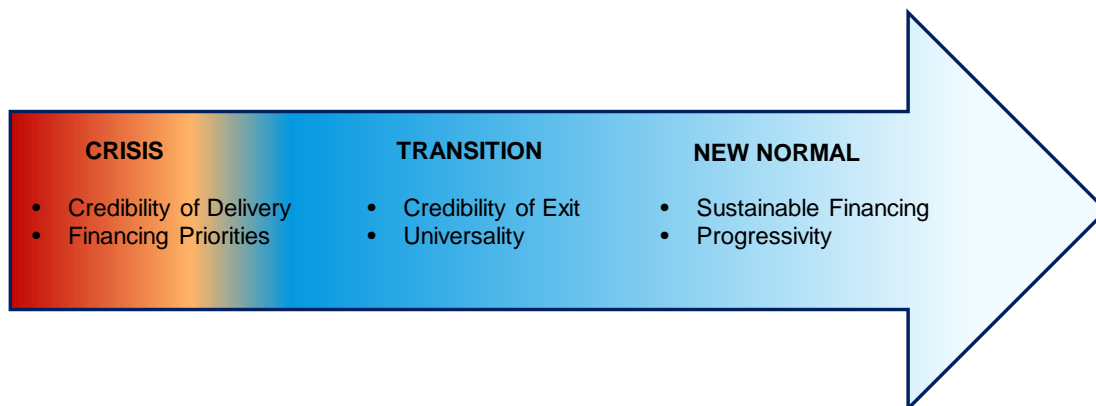 CRISIS
• Credibility of Delivery
• Financing Priorities
TRANSITION
• Credibility of Exit
• Universality
NEW NORMAL
• Sustainable Financing
• Progressivity